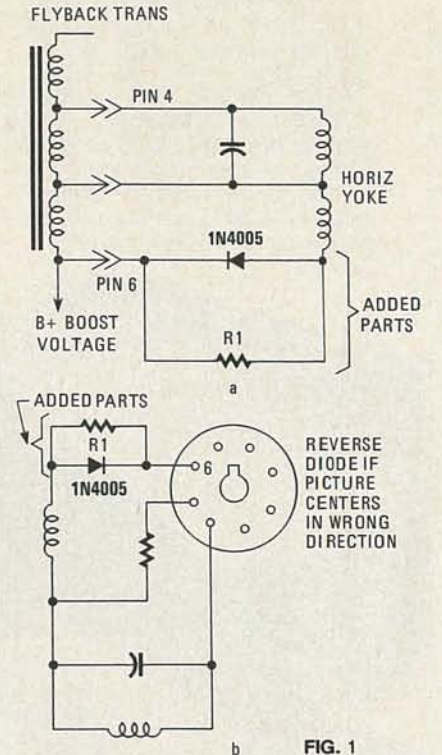 FLYBACK TRANS
PIN 4
HORIZ
YOKE
1N4005
PIN 6
ADDED
PARTS
B+ BOOST
VOLTAGE
R1
a
ADDED PARTS
R1
1N4005
6
REVERSE
DIODE IF
PICTURE
CENTERS
IN WRONG
DIRECTION
b
FIG. 1